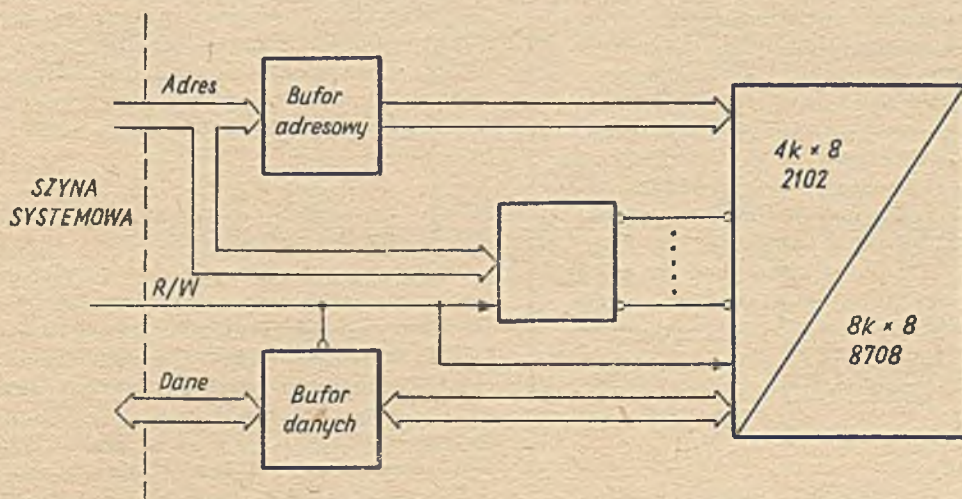 Adres
Bufor
adresowy
4k × 8
2102
SZYNA
SYSTEMOWA
R/W
8k × 8
8708
Dane
Bufor
danych